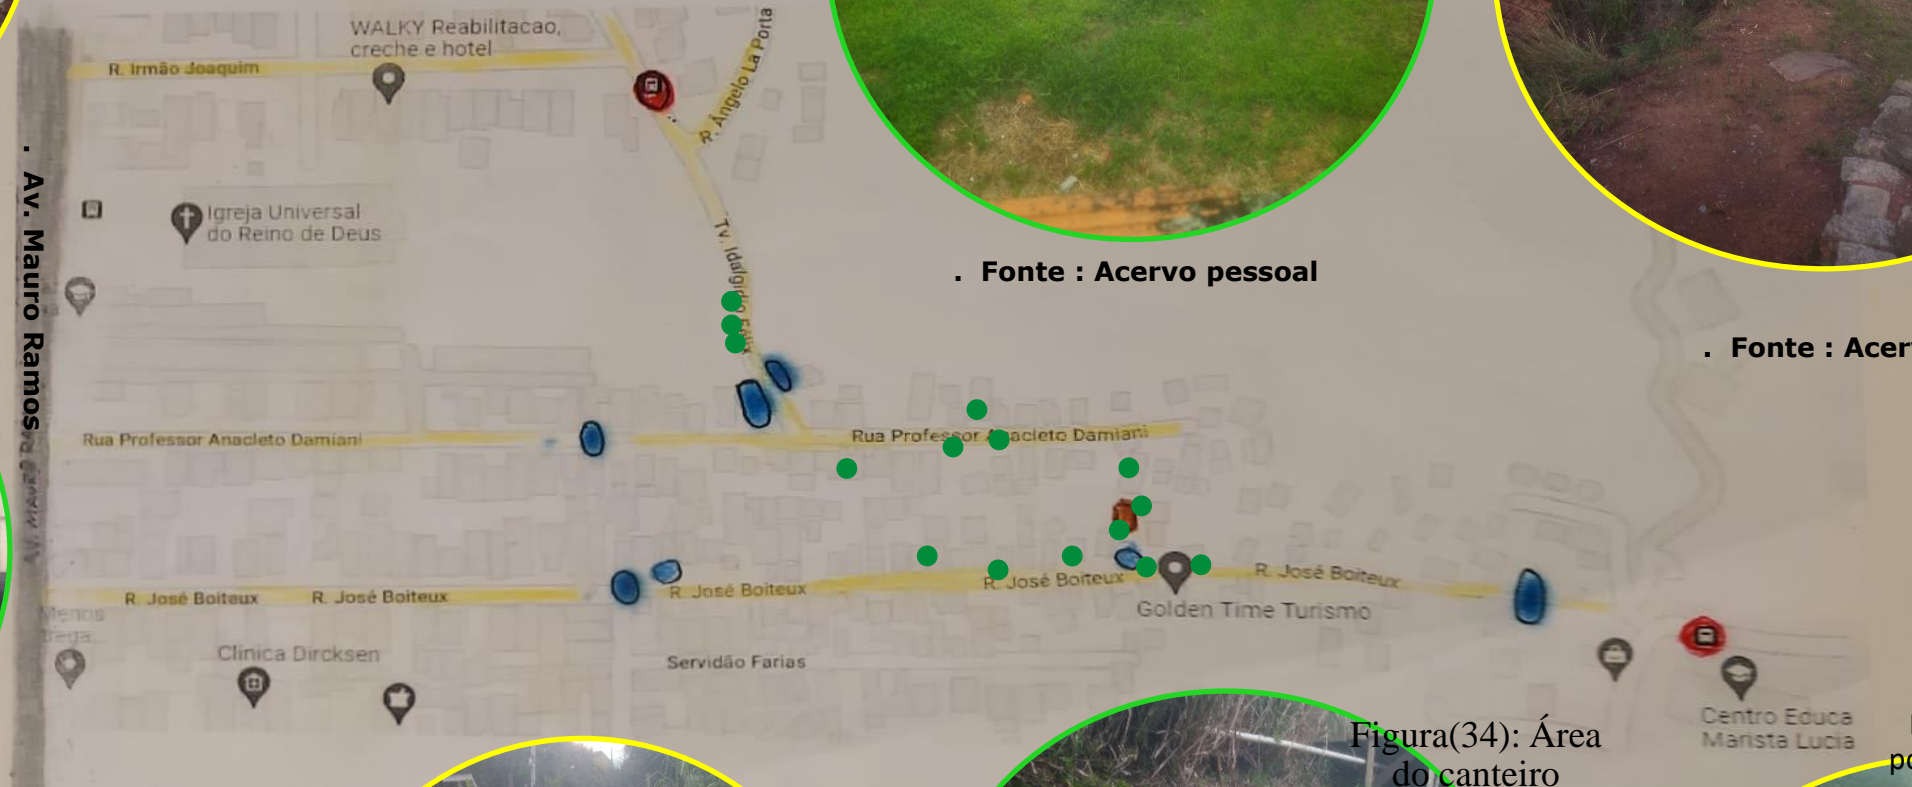 WALKY Reabilitacao,
creche e hotel
R. Irmão Joaquim
R. Ângelo La Porta
. Av. Mauro Ramos
Igreja Universal
do Reino de Deus
. Fonte : Acervo pessoal
. Fonte : Acer
Rua Professor Anacleto Damiani
Rua Professor Anacleto Damiani
R. José Boiteux
R. José Boiteux
R. José Boiteux
R. José Boiteux
R. José Boiteux
Golden Time Turismo
Menos
Clinica Dircksen
Servidão Farias
Centro Educa
Marista Lucia
Figura(34): Área
do canteiro
po